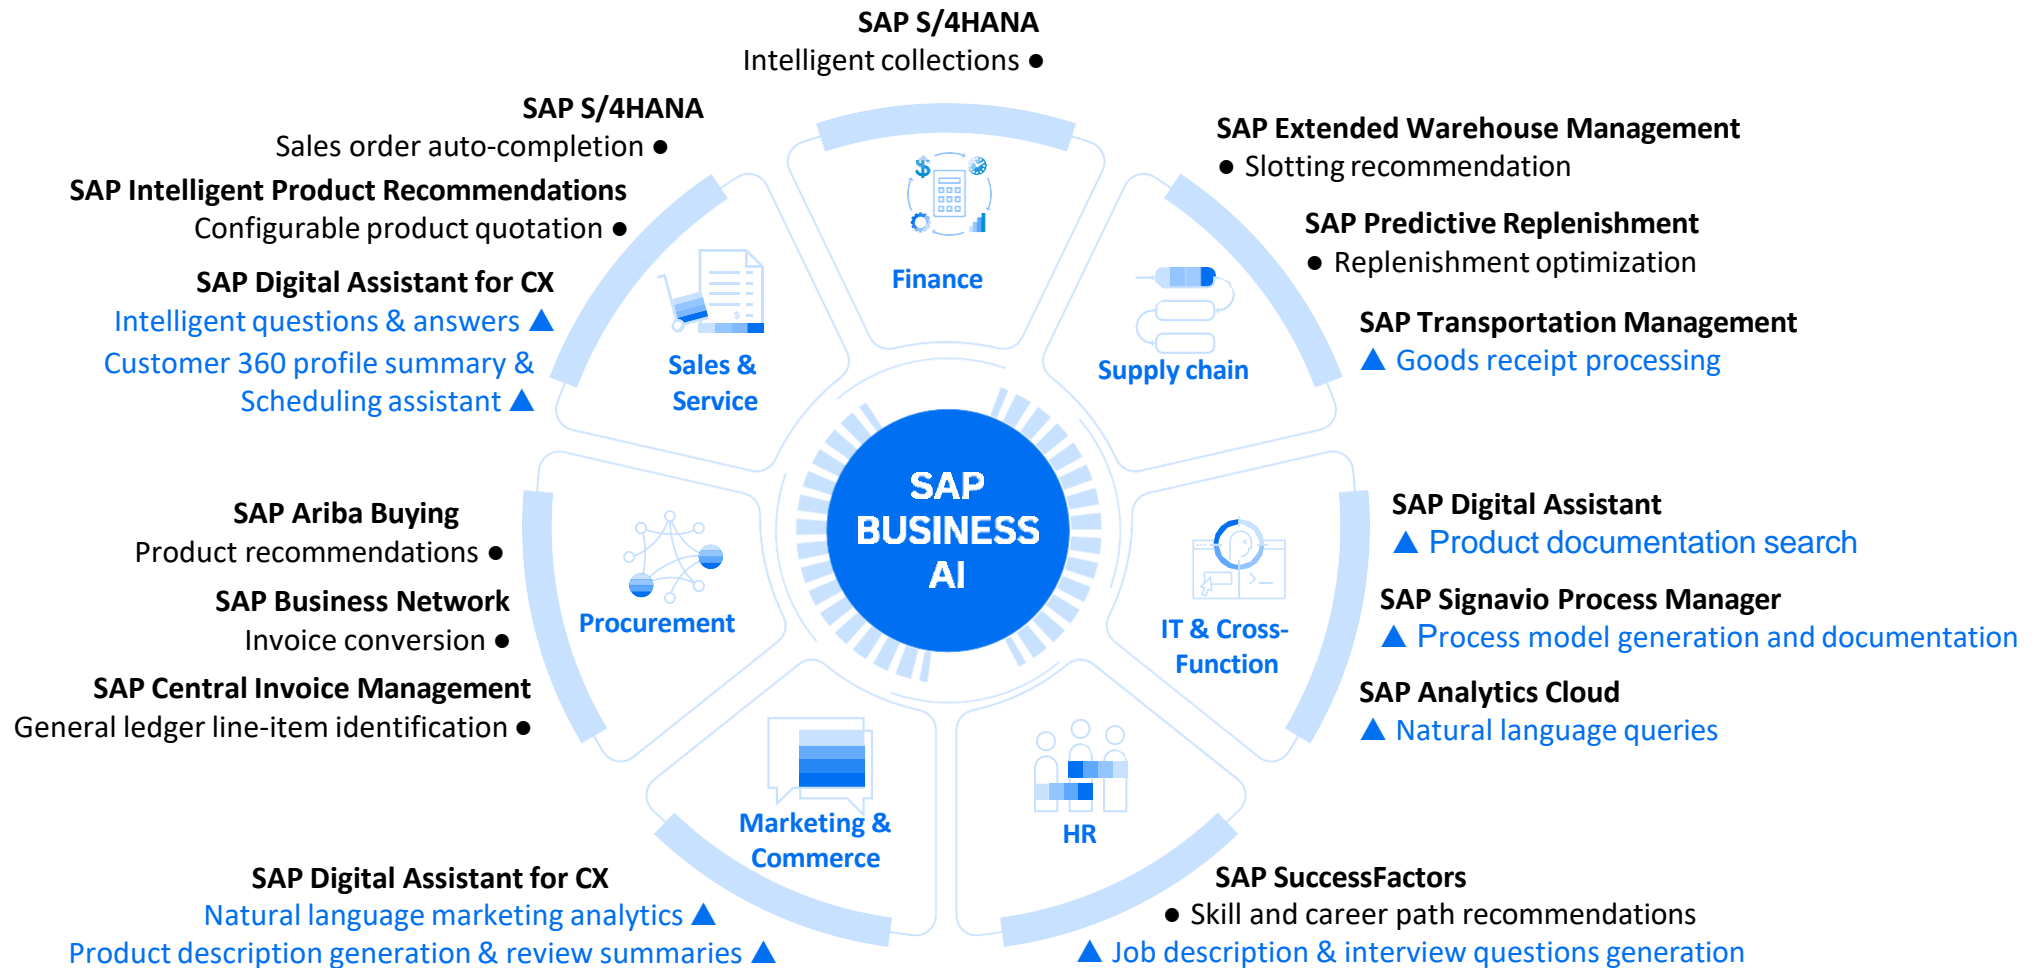 SAP S/4HANA
Intelligent collections ●
SAP S/4HANA
Sales order auto-completion ●
SAP Intelligent Product Recommendations
Configurable product quotation ●
SAP Digital Assistant for CX
Intelligent questions & answers ▲
Customer 360 profile summary &
Scheduling assistant ▲
SAP Extended Warehouse Management
● Slotting recommendation
SAP Predictive Replenishment
● Replenishment optimization
SAP Transportation Management
▲ Goods receipt processing
$
Finance
$
Sales &
Service
Supply chain
SAP
BUSINESS
AI
SAP Ariba Buying
Product recommendations ●
SAP Business Network
Invoice conversion ●
SAP Central Invoice Management
General ledger line-item identification ●
Procurement
IT & Cross-
Function
SAP Digital Assistant
▲ Product documentation search
SAP Signavio Process Manager
▲ Process model generation and documentation
SAP Analytics Cloud
▲ Natural language queries
Marketing &
Commerce
HR
SAP Digital Assistant for CX
Natural language marketing analytics ▲
Product description generation & review summaries ▲
SAP SuccessFactors
● Skill and career path recommendations
▲ Job description & interview questions generation